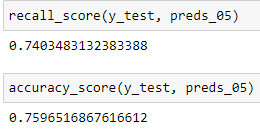 recall_score(y_test, preds_05)
0.7403483132383388
accuracy_score(y_test, preds_05)
0.7596516867616612